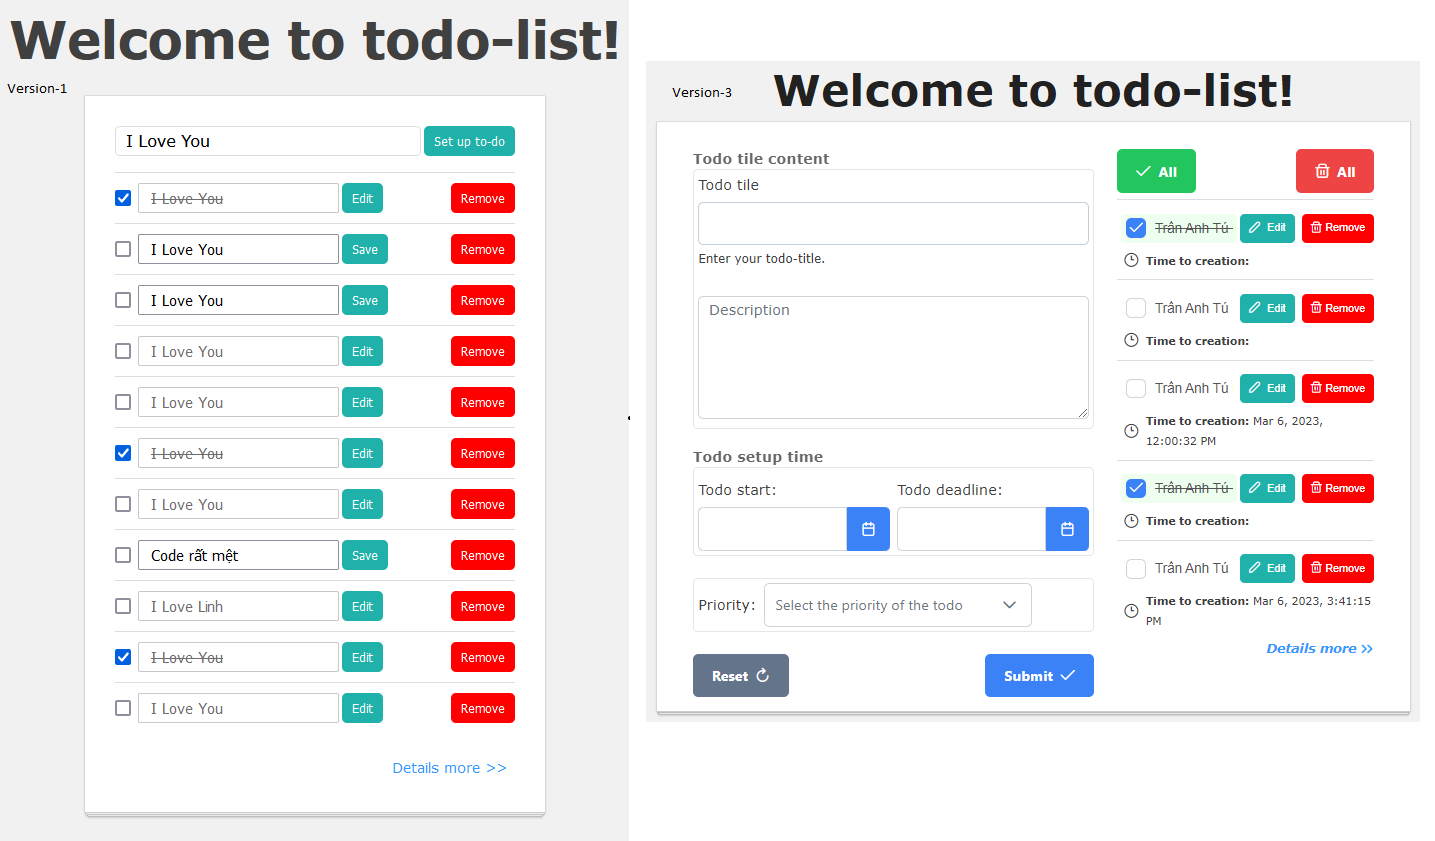 Welcome to todo-list!
Version-1
I Love You Set up to-do
I Love You Edit Remove
I Love You Save Remove
I Love You Save Remove
I Love You Edit Remove
I Love You Edit Remove
I Love You Edit Remove
I Love You Edit Remove
Code rất mệt Save Remove
I Love Linh Edit Remove
I Love You Edit Remove
I Love You Edit Remove
Details more >>
Version-3 Welcome to todo-list!
Todo tile content
Todo tile
Enter your todo-title.
Description
Todo setup time
Todo start: Todo deadline:
Priority: Select the priority of the todo
Reset Submit
All All
Trần Anh Tú Edit Remove
Time to creation:
Trần Anh Tú Edit Remove
Time to creation:
Trần Anh Tú Edit Remove
Time to creation: Mar 6, 2023,
12:00:32 PM
Trần Anh Tú Edit Remove
Time to creation:
Trần Anh Tú Edit Remove
Time to creation: Mar 6, 2023, 3:41:15
PM
Details more